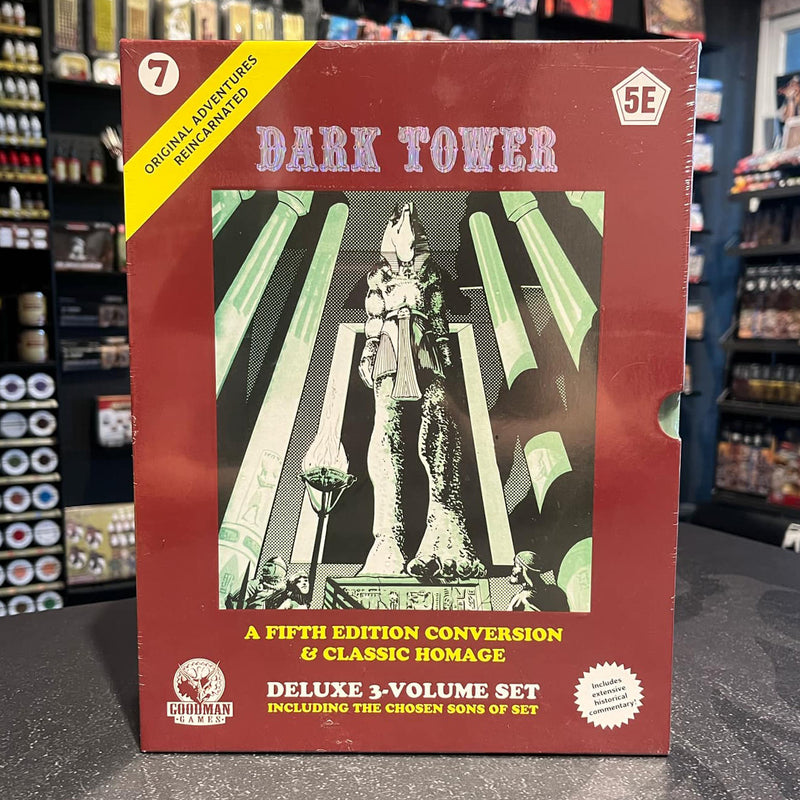 7
ORIGINAL ADVENTURES
REINCARNATED
5E
DARK TOWER
A FIFTH EDITION CONVERSION
& CLASSIC HOMAGE
DELUXE 3-VOLUME SET
INCLUDING THE CHOSEN SONS OF SET
GOODMAN
GAMES
Includes
extensive
historical
commentary!